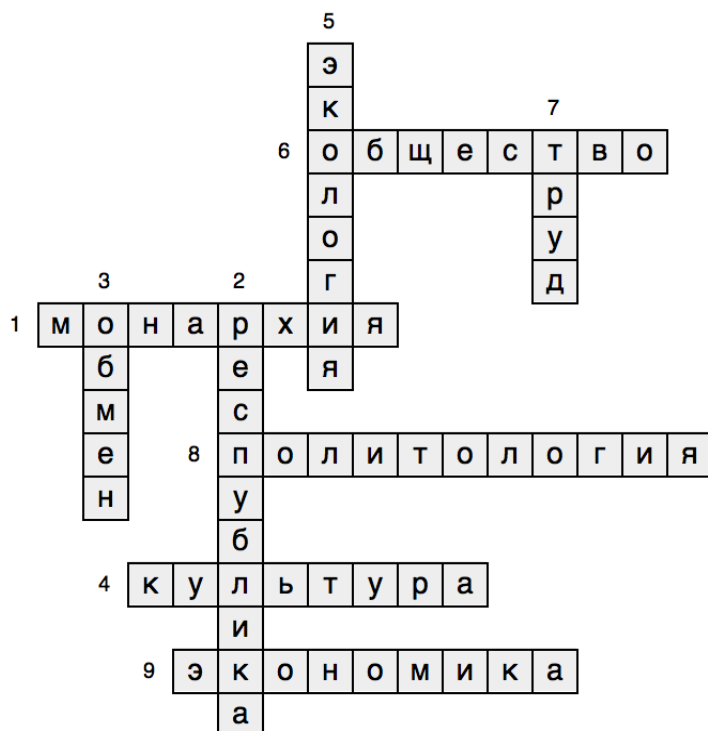 5
э
к 7
6 о б щ е с т в о
л р
о у
3 2 г д
1 м о н а р х и я
б е я
м с
е 8 п о л и т о л о г и я
н у
б
4 к у л ь т у р а
и
9 э к о н о м и к а
а